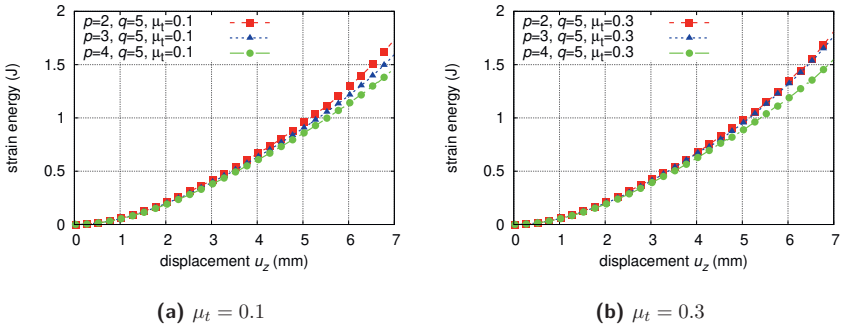 2
1.5
1
0.5
0
strain energy (J)
p=2, q=5, μt=0.1
p=3, q=5, μt=0.1
p=4, q=5, μt=0.1
0 1 2 3 4 5 6 7
displacement uz (mm)
(a) μt = 0.1
2
1.5
1
0.5
0
strain energy (J)
p=2, q=5, μt=0.3
p=3, q=5, μt=0.3
p=4, q=5, μt=0.3
0 1 2 3 4 5 6 7
displacement uz (mm)
(b) μt = 0.3